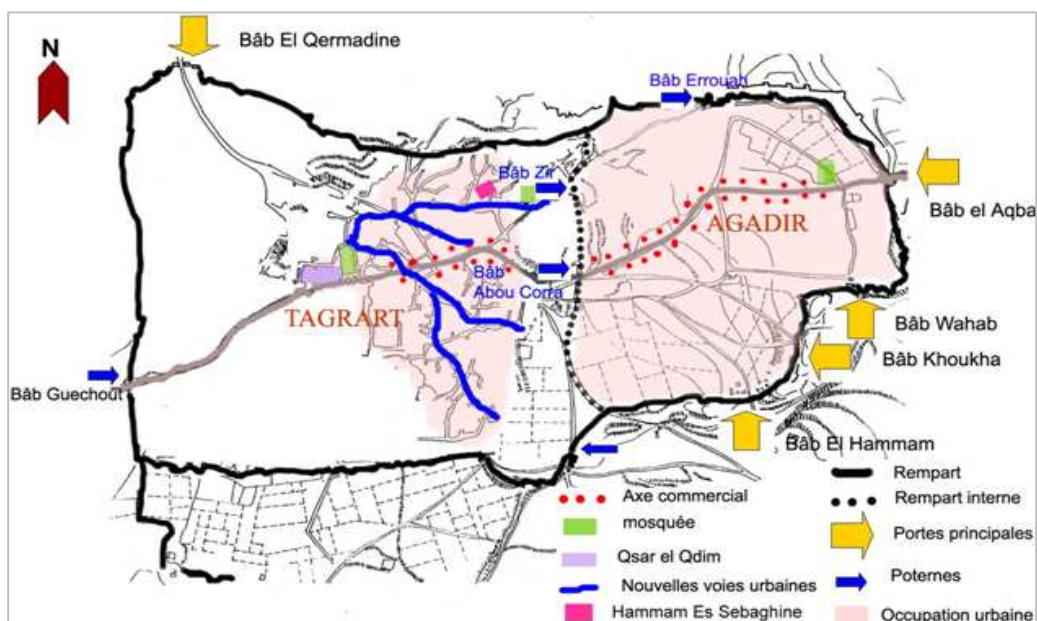 Bâb El Qermadine
N
Bâb Errouah
Bâb Zir
Bâb el Aqba
AGADIR
Bâb
Abou Corra
TAGRART
Bâb Wahab
Bâb Khoukha
Bâb Guechout
Bâb El Hammam
Axe commercial
mosquée
Qsar el Qdim
Nouvelles voies urbaines
Hammam Es Sebaghine
Rempart
Rempart interne
Portes principales
Poternes
Occupation urbaine